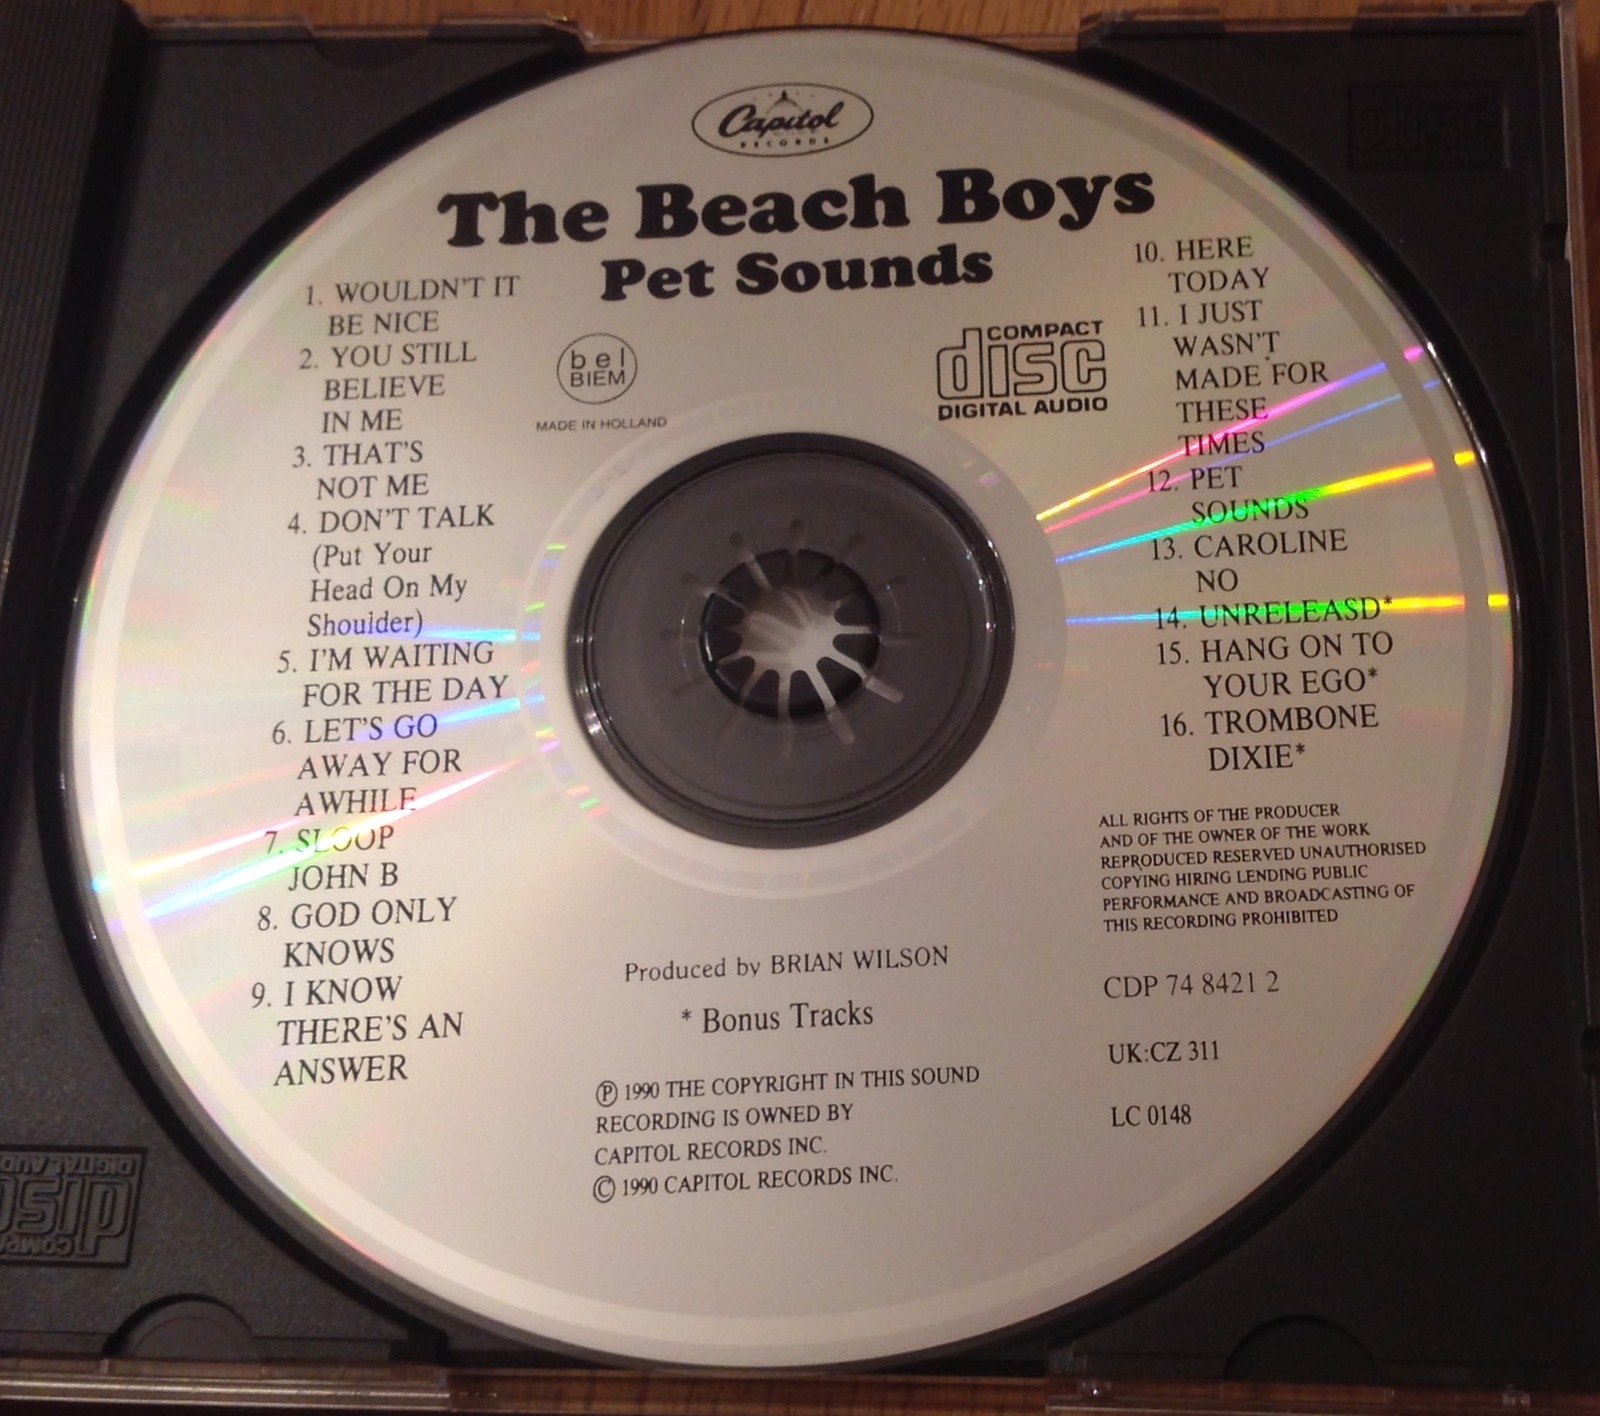 Capitol
RECORDS
The Beach Boys
Pet Sounds
1. WOULDN'T IT
BE NICE
2. YOU STILL
BELIEVE
IN ME
3. THAT'S
NOT ME
4. DON'T TALK
(Put Your
Head On My
Shoulder)
5. I'M WAITING
FOR THE DAY
6. LET'S GO
AWAY FOR
AWHILE
7. SLOOP
JOHN B
8. GOD ONLY
KNOWS
9. I KNOW
THERE'S AN
ANSWER
bel
BIEM
MADE IN HOLLAND
COMPACT
disc
DIGITAL AUDIO
10. HERE
TODAY
11. I JUST
WASN'T
MADE FOR
THESE
TIMES
12. PET
SOUNDS
13. CAROLINE
NO
14. UNRELEASD*
15. HANG ON TO
YOUR EGO*
16. TROMBONE
DIXIE*
ALL RIGHTS OF THE PRODUCER
AND OF THE OWNER OF THE WORK
REPRODUCED RESERVED UNAUTHORISED
COPYING HIRING LENDING PUBLIC
PERFORMANCE AND BROADCASTING OF
THIS RECORDING PROHIBITED
Produced by BRIAN WILSON
* Bonus Tracks
℗ 1990 THE COPYRIGHT IN THIS SOUND
RECORDING IS OWNED BY
CAPITOL RECORDS INC.
© 1990 CAPITOL RECORDS INC.
CDP 74 8421 2
UK:CZ 311
LC 0148
disc